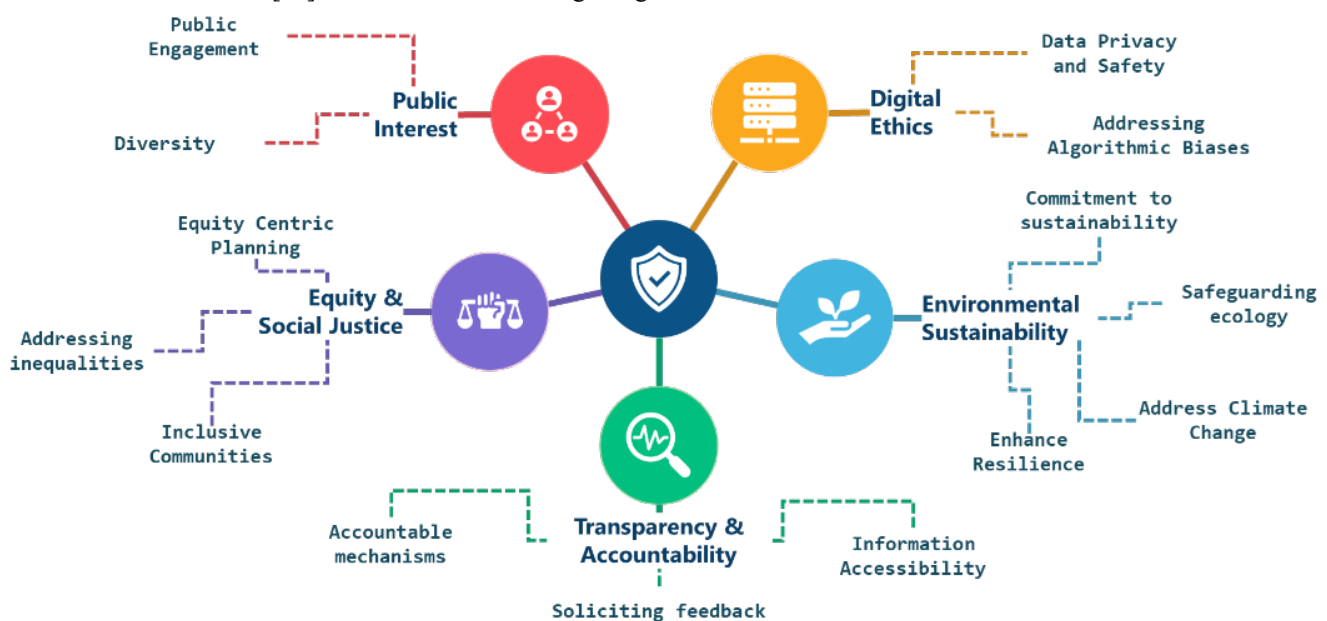 Public
Engagement
Diversity
Public
Interest
Digital
Ethics
Data Privacy
and Safety
Addressing
Algorithmic Biases
Equity Centric
Planning
Equity &
Social Justice
Addressing
inequalities
Inclusive
Communities
Commitment to
sustainability
Environmental
Sustainability
Safeguarding
ecology
Address Climate
Change
Enhance
Resilience
Transparency &
Accountability
Accountable
mechanisms
Information
Accessibility
Soliciting feedback